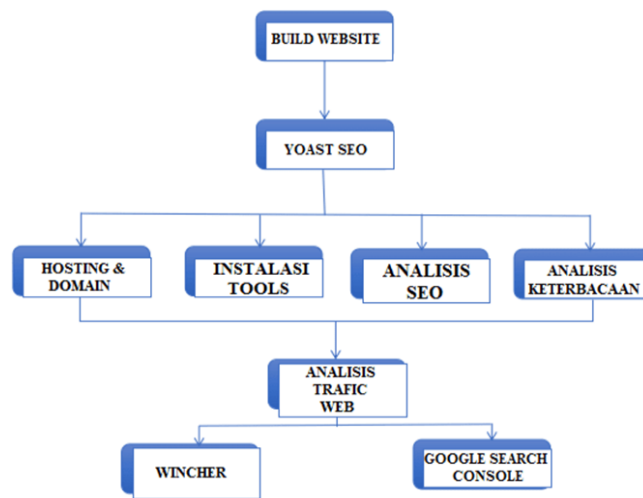 BUILD WEBSITE
YOAST SEO
HOSTING &
DOMAIN
INSTALASI
TOOLS
ANALISIS
SEO
ANALISIS
KETERBACAAN
ANALISIS
TRAFIC
WEB
WINCHER
GOOGLE SEARCH
CONSOLE